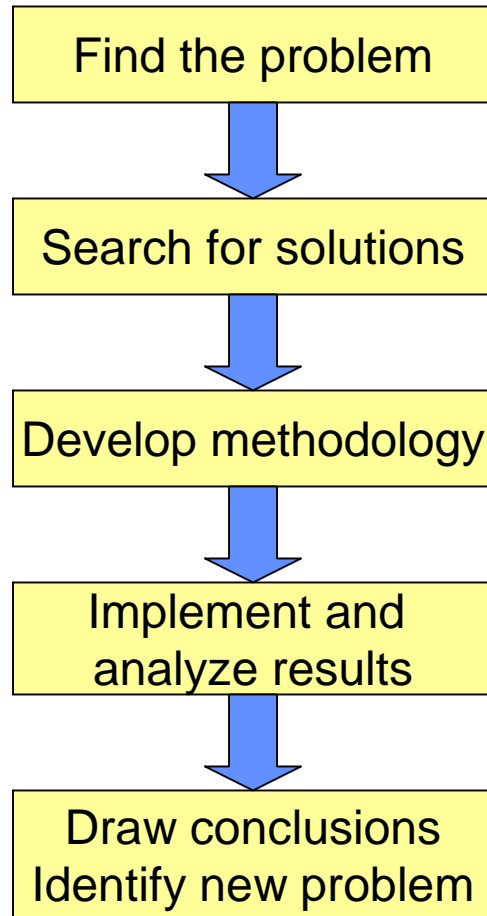 Find the problem
Search for solutions
Develop methodology
Implement and
analyze results
Draw conclusions
Identify new problem